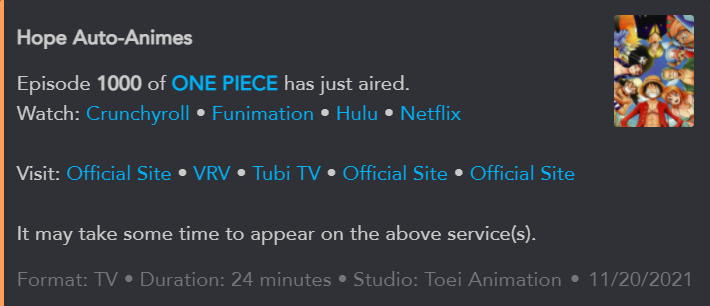 Hope Auto-Animes
Episode 1000 of ONE PIECE has just aired.
Watch: Crunchyroll • Funimation • Hulu • Netflix
Visit: Official Site • VRV • Tubi TV • Official Site • Official Site
It may take some time to appear on the above service(s).
Format: TV • Duration: 24 minutes • Studio: Toei Animation • 11/20/2021